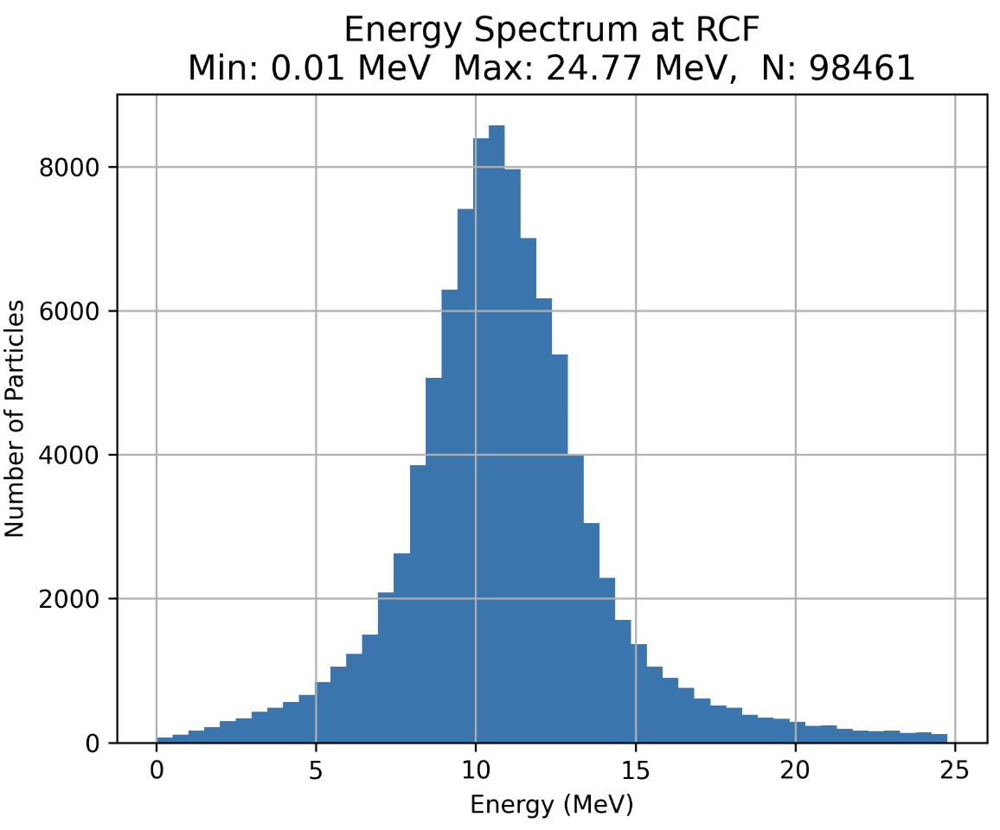 Energy Spectrum at RCF
Min: 0.01 MeV  Max: 24.77 MeV,  N: 98461
Number of Particles
8000
6000
4000
2000
0
0 5 10 15 20 25
Energy (MeV)